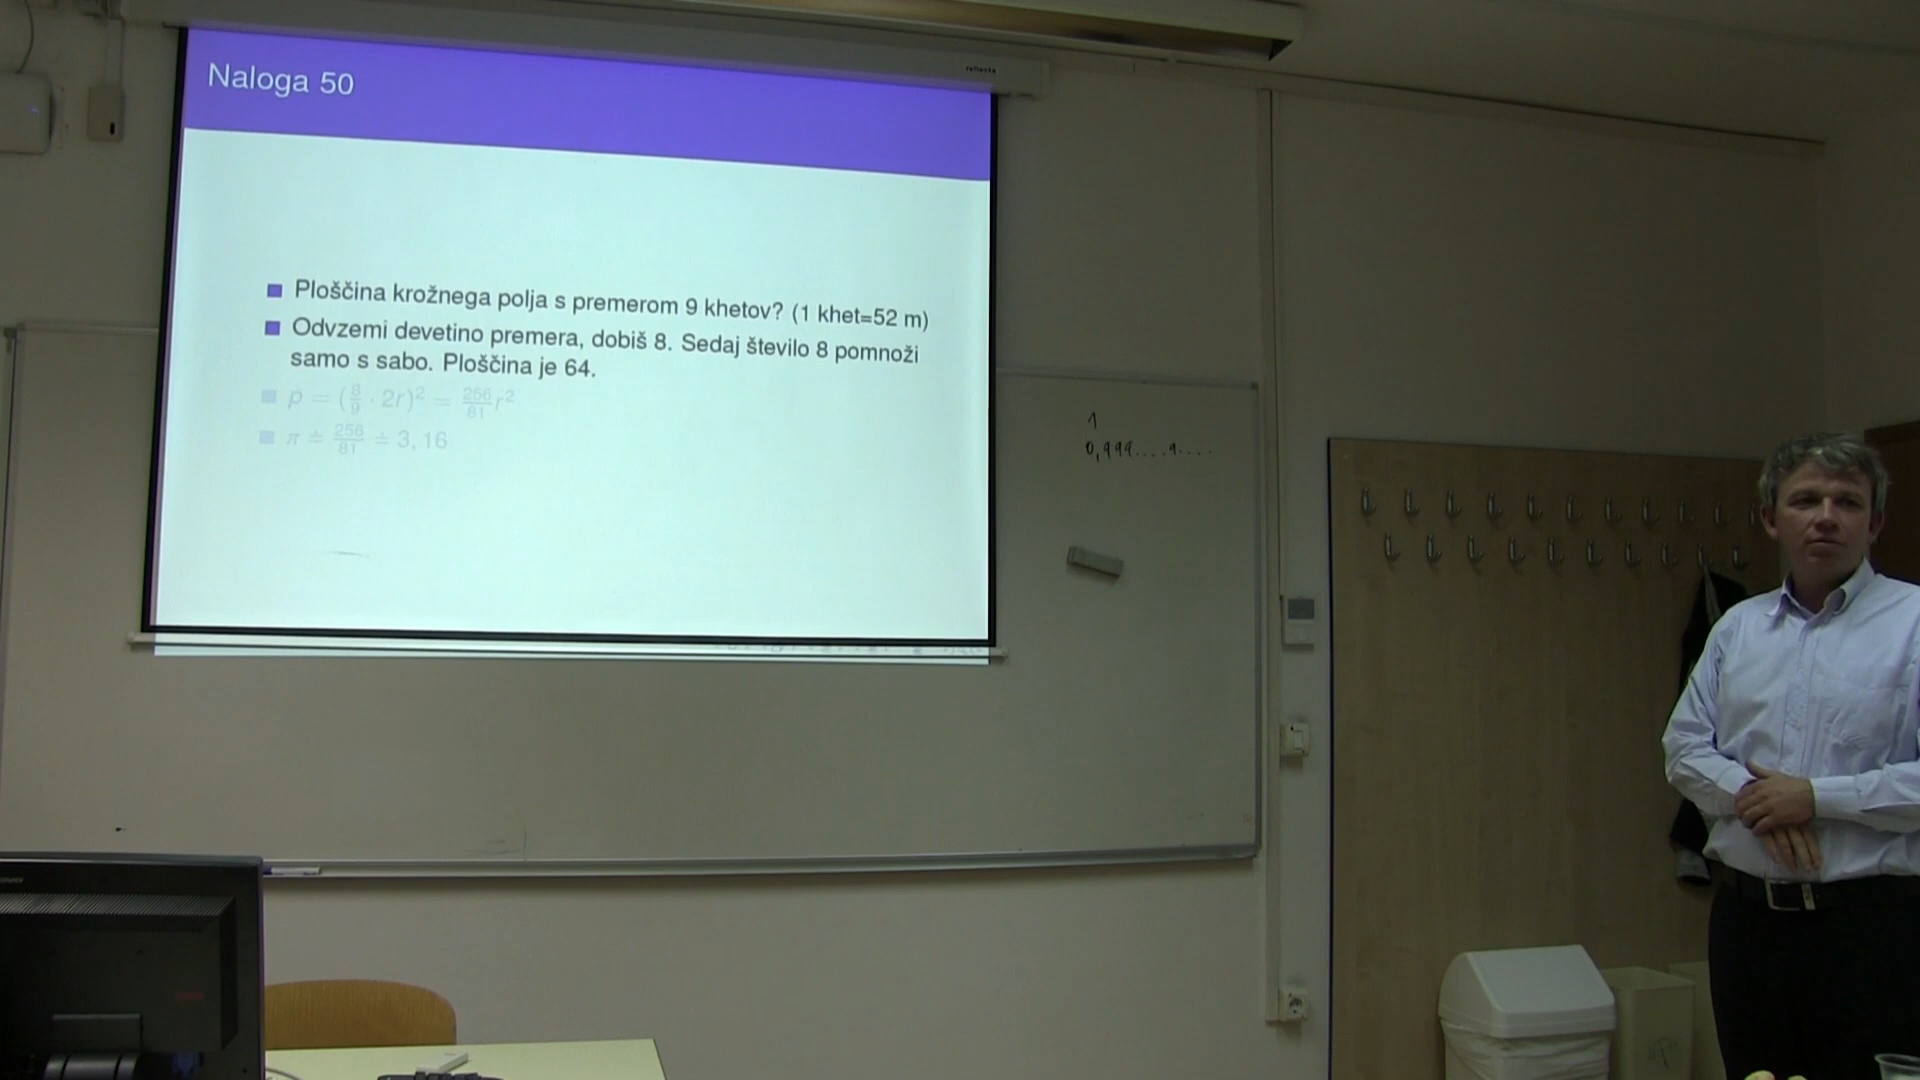 reflecta
Naloga 50
Ploščina krožnega polja s premerom 9 khetov? (1 khet=52 m)
Odvzemi devetino premera, dobiš 8. Sedaj število 8 pomnoži
samo s sabo. Ploščina je 64.
p = (8/9 · 2r)² = 256/81 r²
π ≐ 256/81 ≐ 3, 16
1
0,999....9....